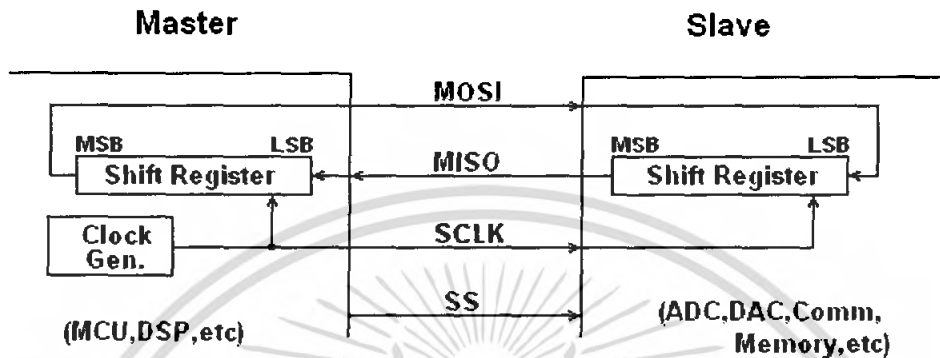 Master
Slave
MOSI
MSB LSB
MISO
MSB LSB
Shift Register
Shift Register
Clock
Gen.
SCLK
SS
(MCU,DSP,etc)
(ADC,DAC,Comm,
Memory,etc)